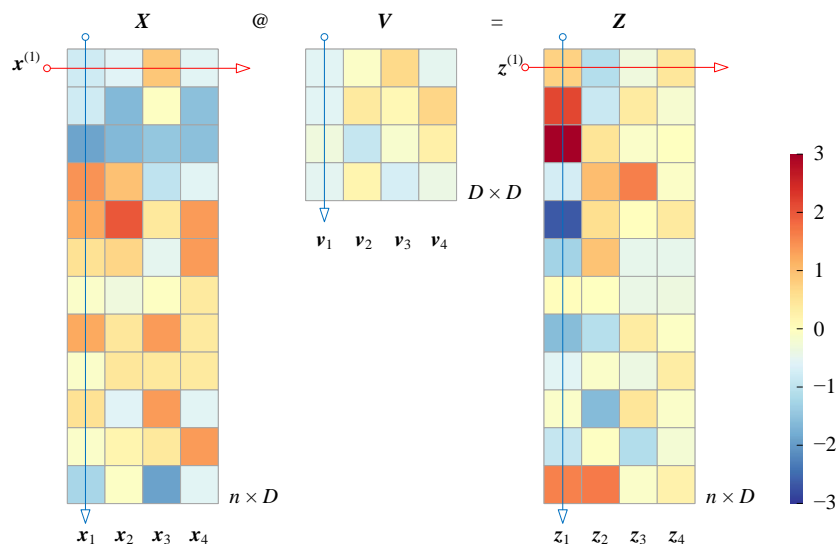 X @ V = Z
x(1) z(1)
3
2
1
0
−1
−2
−3
D × D
v1 v2 v3 v4
n × D n × D
x1 x2 x3 x4 z1 z2 z3 z4